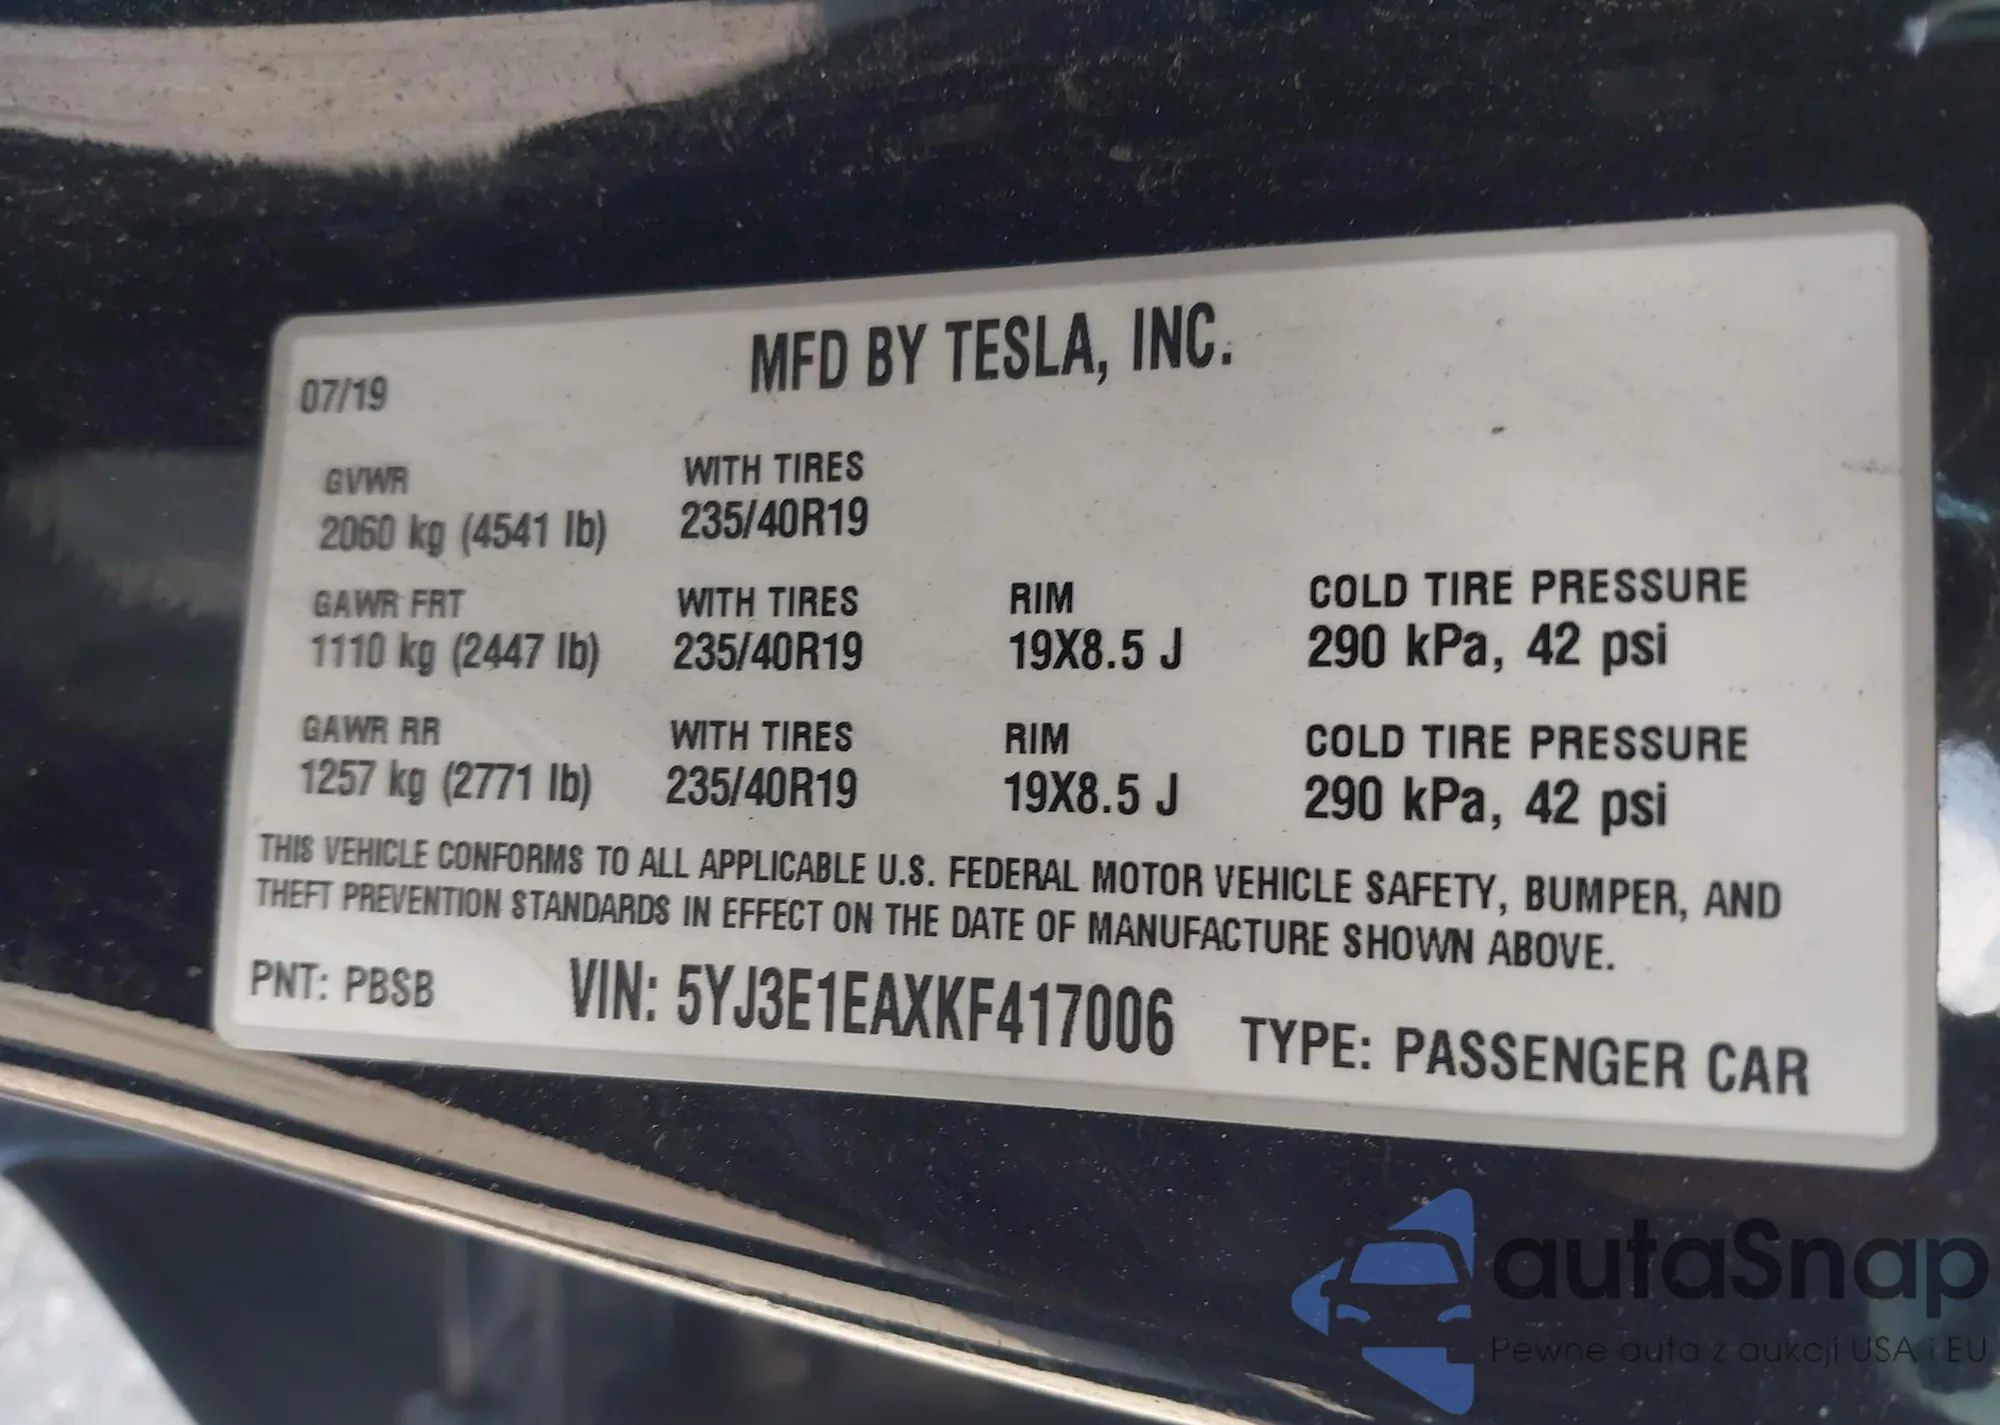 MFD BY TESLA, INC.
07/19
GVWR WITH TIRES
2060 kg (4541 lb) 235/40R19
GAWR FRT WITH TIRES RIM COLD TIRE PRESSURE
1110 kg (2447 lb) 235/40R19 19X8.5 J 290 kPa, 42 psi
GAWR RR WITH TIRES RIM COLD TIRE PRESSURE
1257 kg (2771 lb) 235/40R19 19X8.5 J 290 kPa, 42 psi
THIS VEHICLE CONFORMS TO ALL APPLICABLE U.S. FEDERAL MOTOR VEHICLE SAFETY, BUMPER, AND
THEFT PREVENTION STANDARDS IN EFFECT ON THE DATE OF MANUFACTURE SHOWN ABOVE.
PNT: PBSB VIN: 5YJ3E1EAXKF417006 TYPE: PASSENGER CAR
autaSnap
Pewne auta z aukcji USA i EU